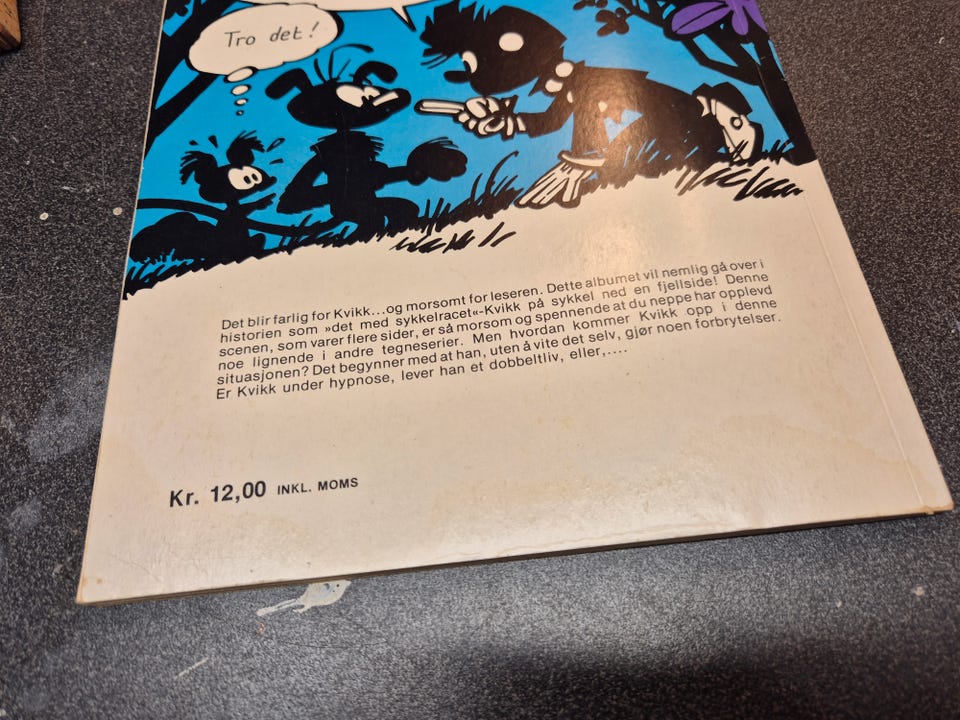 Tro det!
Det blir farlig for Kvikk...og morsomt for leseren. Dette albumet vil nemlig gå over i
historien som »det med sykkelracet«-Kvikk på sykkel ned en fjellside! Denne
scenen, som varer flere sider, er så morsom og spennende at du neppe har opplevd
noe lignende i andre tegneserier. Men hvordan kommer Kvikk opp i denne
situasjonen? Det begynner med at han, uten å vite det selv, gjør noen forbrytelser.
Er Kvikk under hypnose, lever han et dobbeltliv, eller,....
Kr. 12,00 INKL. MOMS